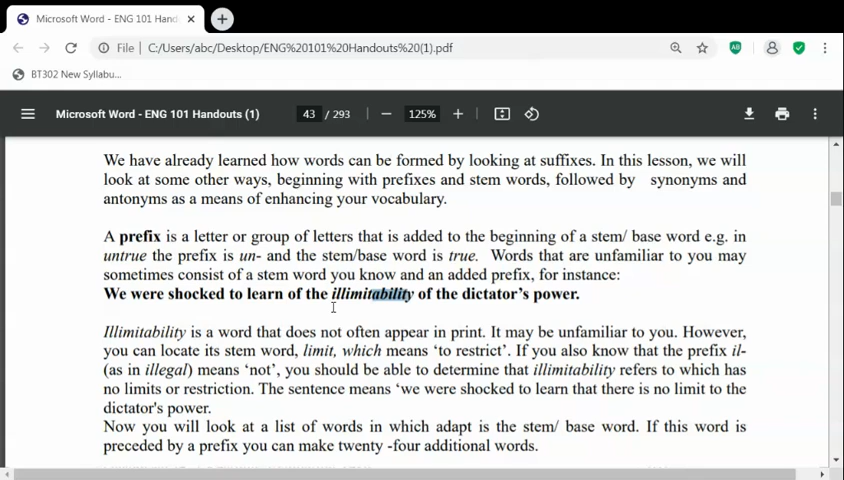 Microsoft Word - ENG 101 Hand
File
C:/Users/abc/Desktop/ENG%20101%20Handouts%20(1).pdf
BT302 New Syllabu...
Microsoft Word - ENG 101 Handouts (1)
43 / 293
125%
We have already learned how words can be formed by looking at suffixes. In this lesson, we will
look at some other ways, beginning with prefixes and stem words, followed by synonyms and
antonyms as a means of enhancing your vocabulary.
A prefix is a letter or group of letters that is added to the beginning of a stem/ base word e.g. in
untrue the prefix is un- and the stem/base word is true. Words that are unfamiliar to you may
sometimes consist of a stem word you know and an added prefix, for instance:
We were shocked to learn of the illimitability of the dictator's power.
Illimitability is a word that does not often appear in print. It may be unfamiliar to you. However,
you can locate its stem word, limit, which means 'to restrict'. If you also know that the prefix il-
(as in illegal) means 'not', you should be able to determine that illimitability refers to which has
no limits or restriction. The sentence means 'we were shocked to learn that there is no limit to the
dictator's power.
Now you will look at a list of words in which adapt is the stem/ base word. If this word is
preceded by a prefix you can make twenty -four additional words.